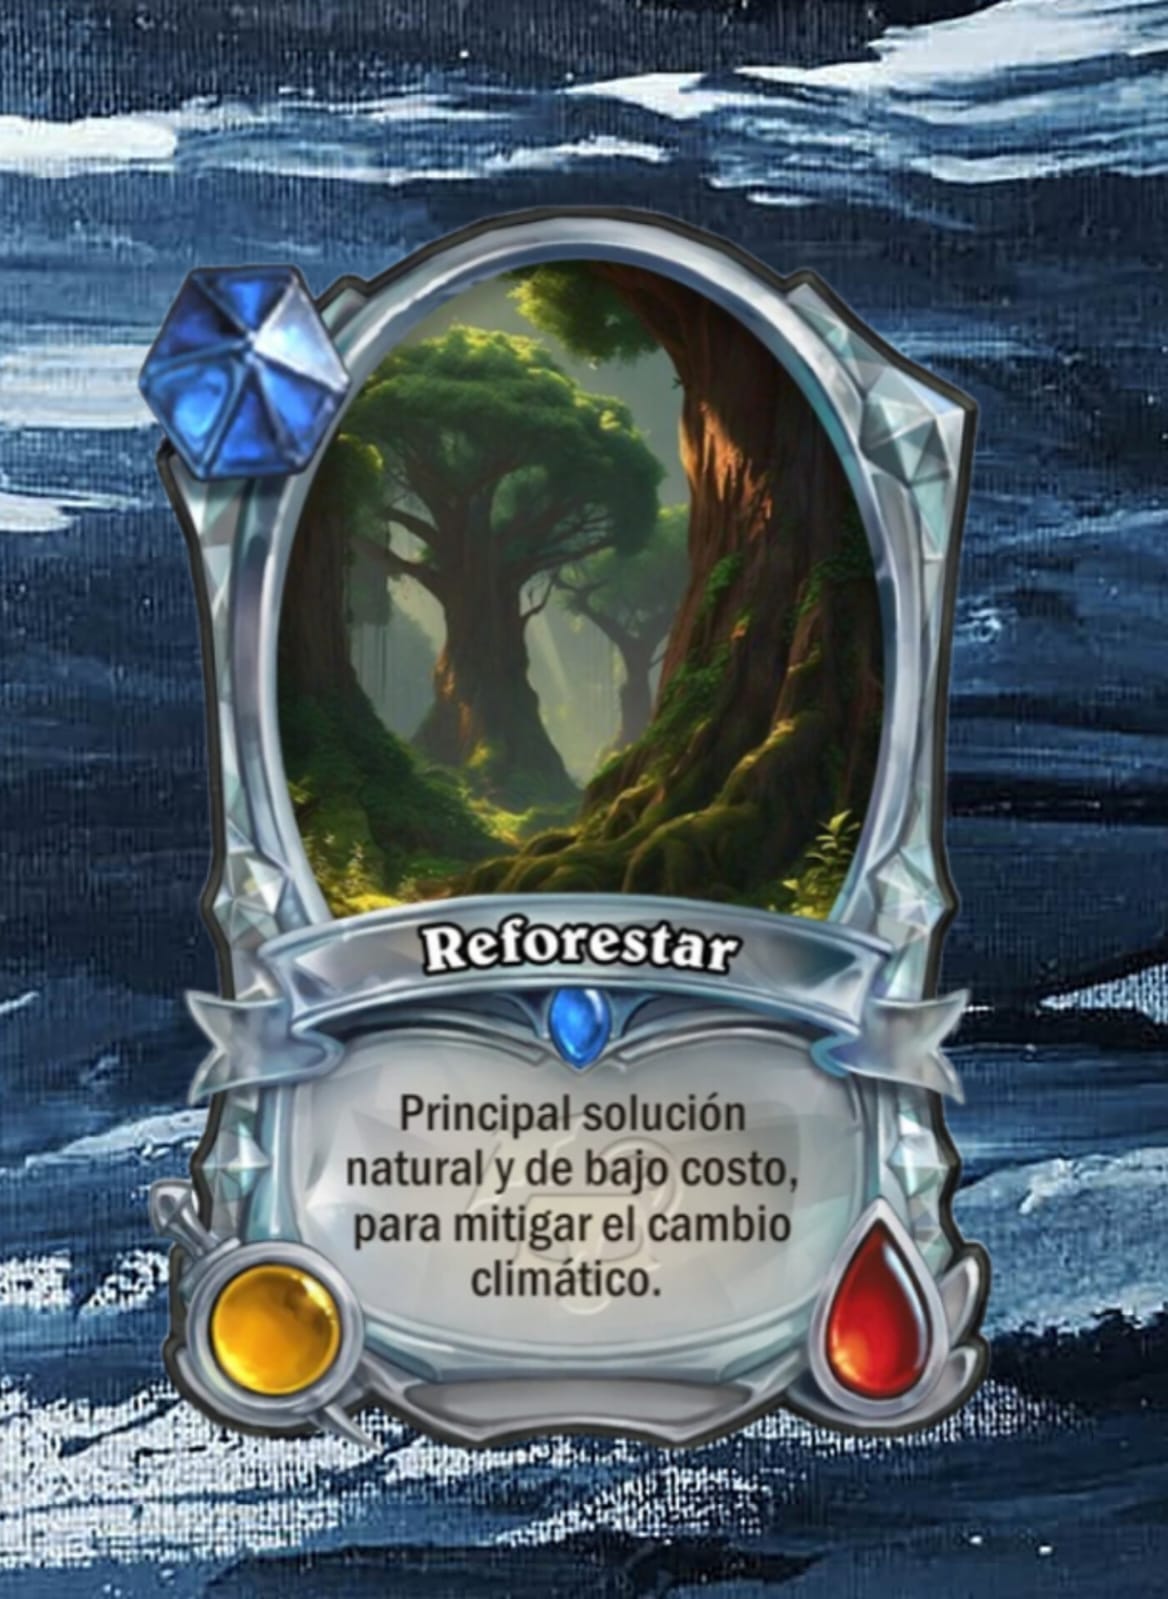 Reforestar
Principal solución
natural y de bajo costo,
para mitigar el cambio
climático.